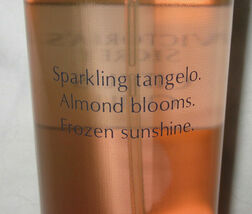 Sparkling tangelo.
Almond blooms.
Frozen sunshine.